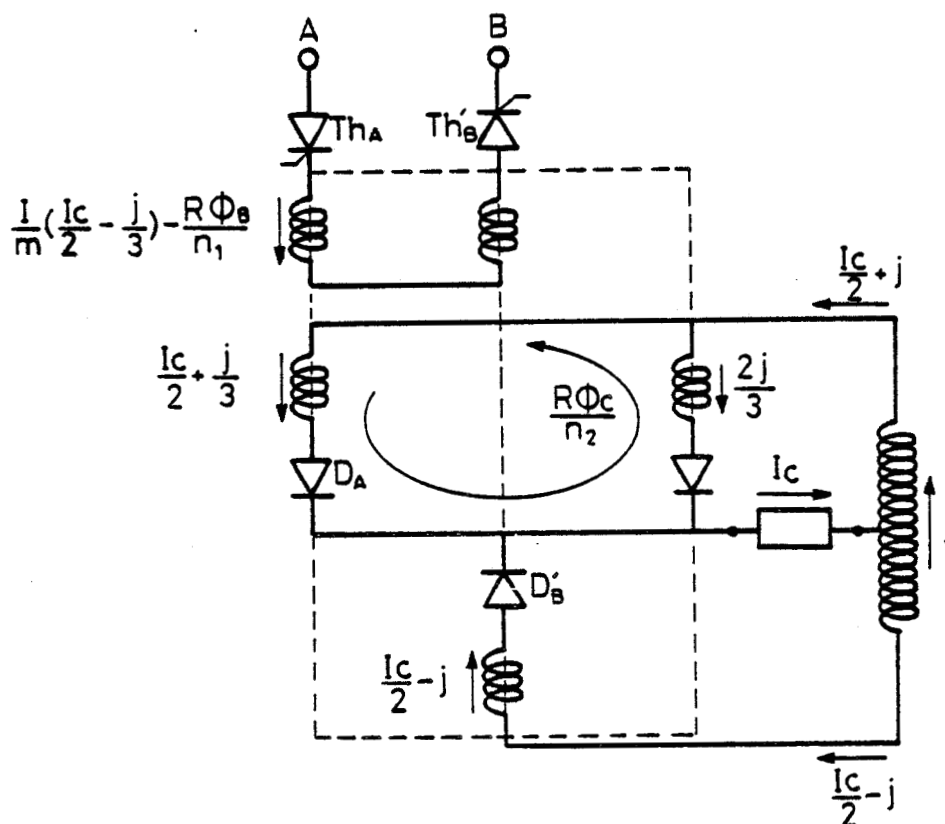 A B
Th_A Th'_B
I/m(Ic/2 - j/3) - RΦ_B/n_1
Ic/2 + j
Ic/2 + j/3
RΦc/n_2
2j/3
D_A
Ic
D'_B
Ic/2 - j
Ic/2 - j